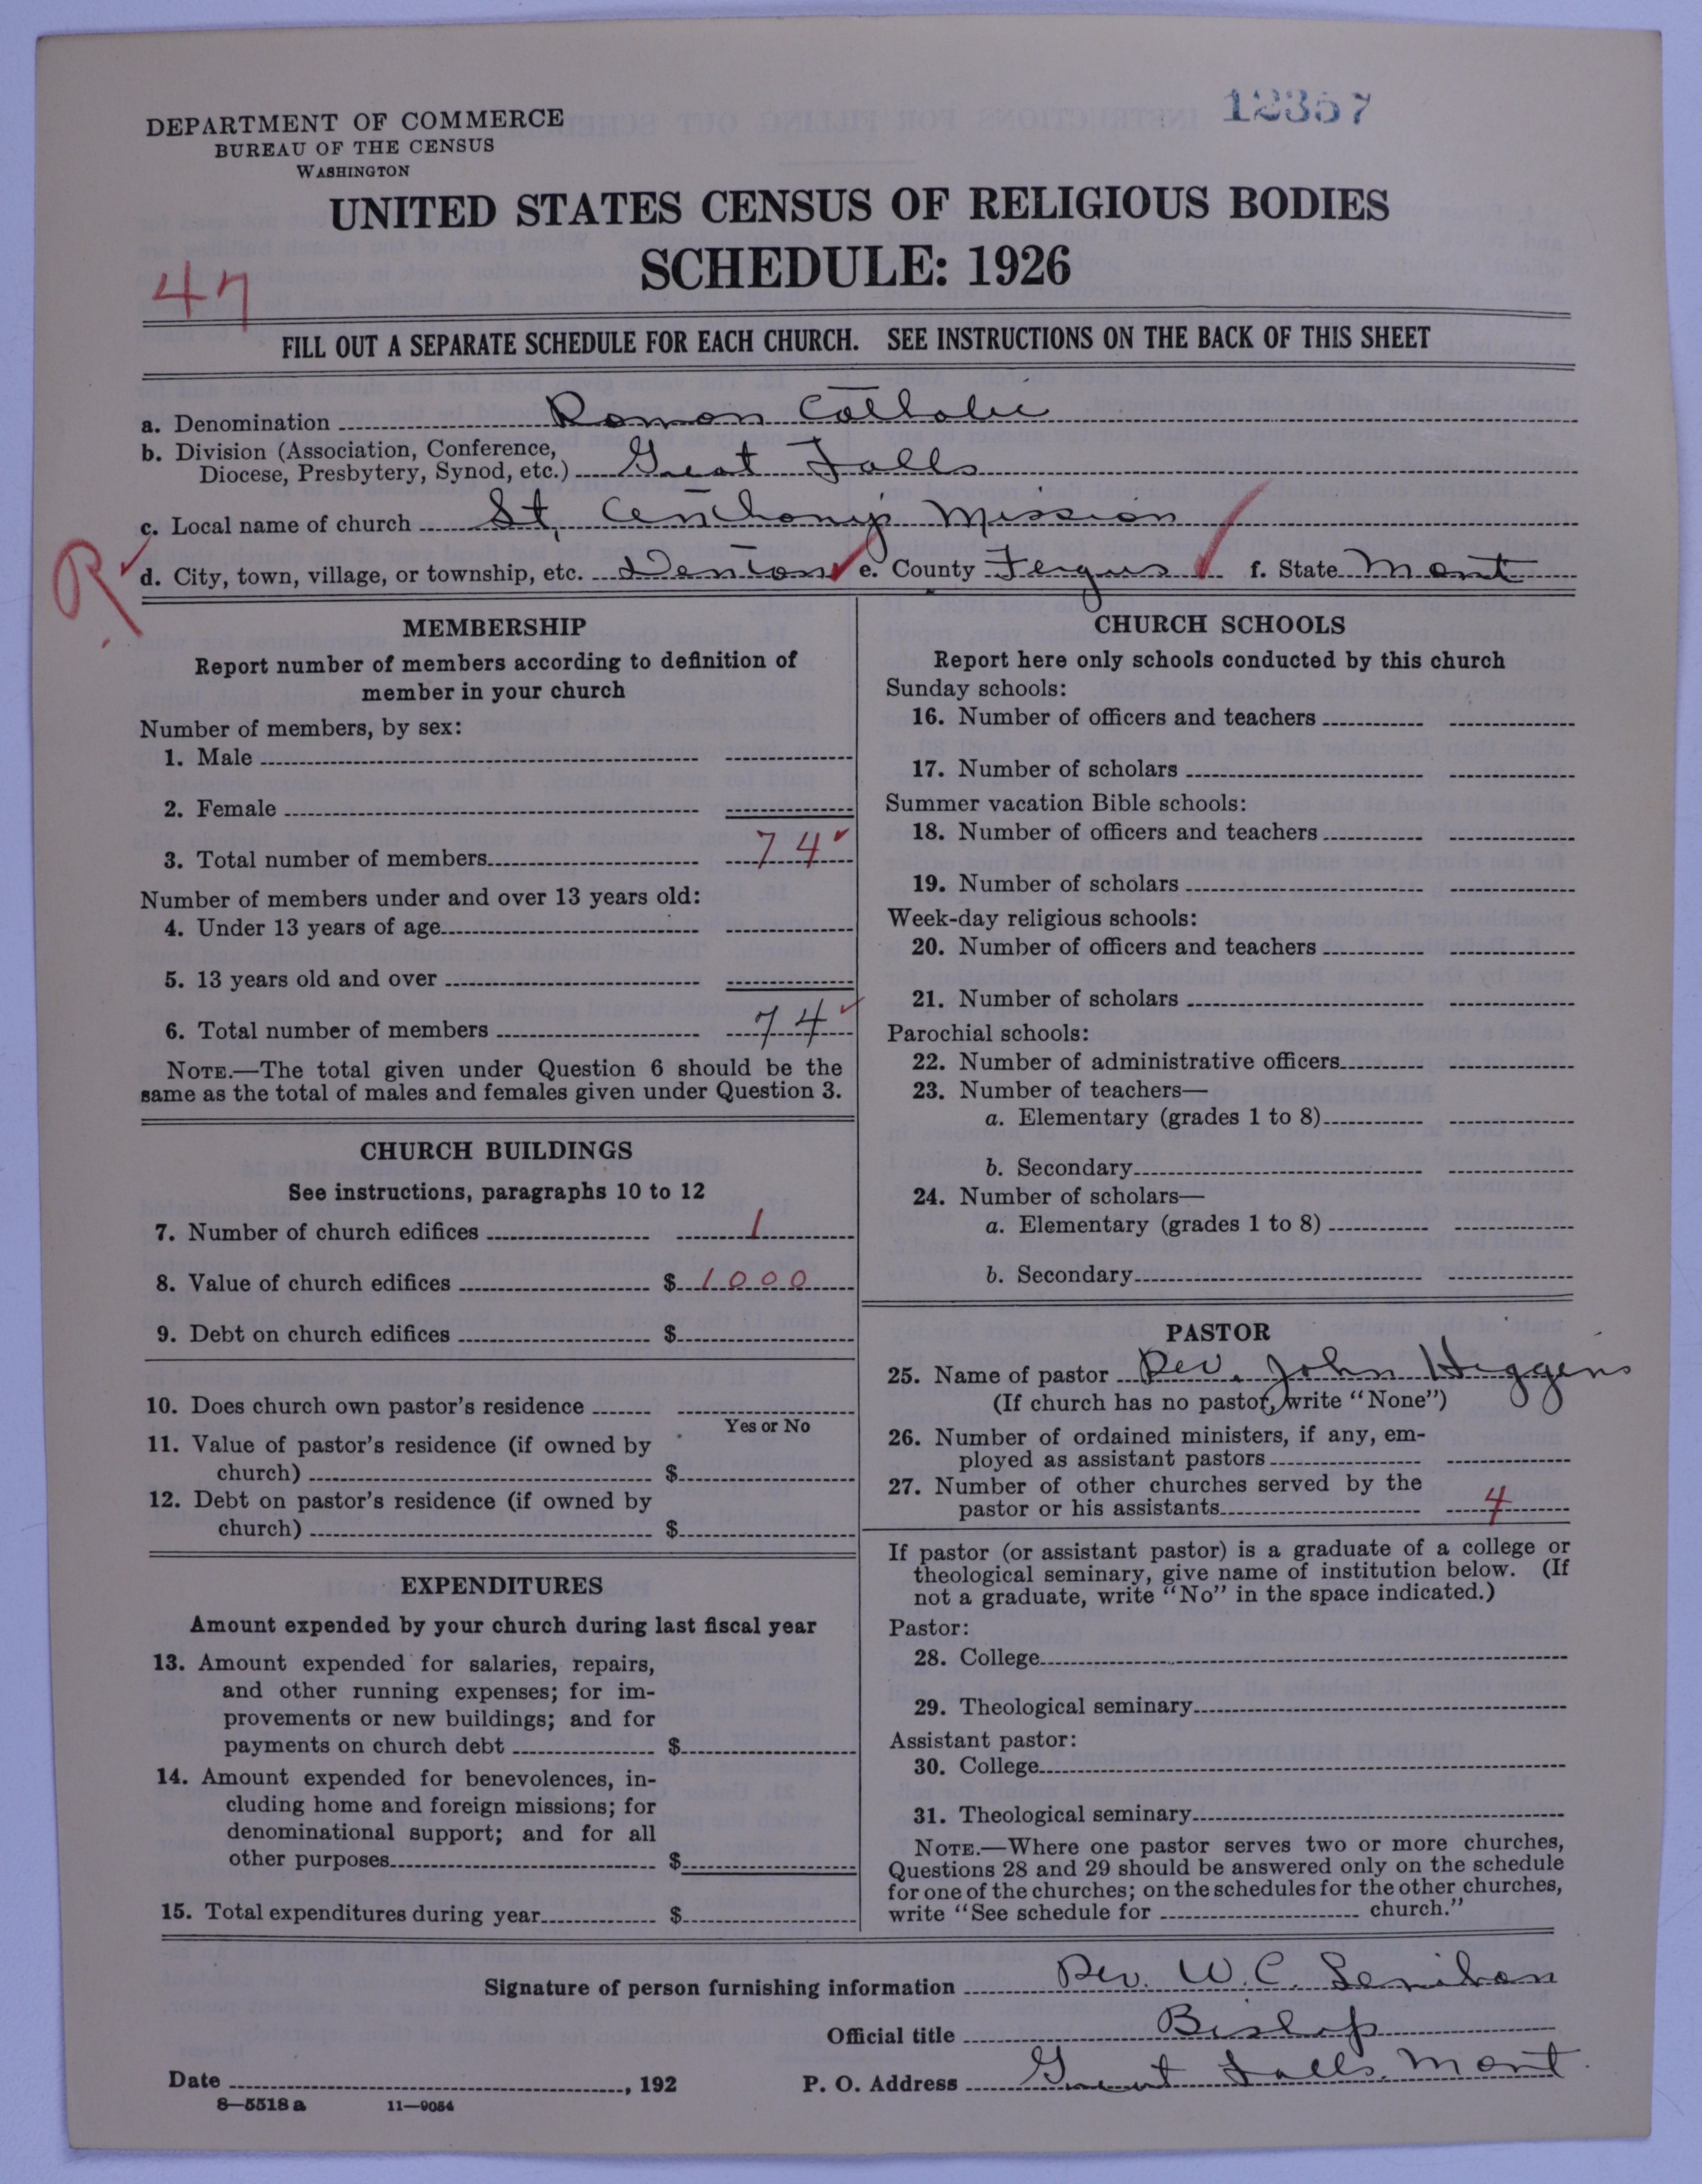 12357
DEPARTMENT OF COMMERCE
BUREAU OF THE CENSUS
WASHINGTON
UNITED STATES CENSUS OF RELIGIOUS BODIES
SCHEDULE: 1926
47
FILL OUT A SEPARATE SCHEDULE FOR EACH CHURCH. SEE INSTRUCTIONS ON THE BACK OF THIS SHEET
a. Denomination Roman Catholic
b. Division (Association, Conference,
Diocese, Presbytery, Synod, etc.) Great Falls
c. Local name of church St. Anthony's Mission
R
d. City, town, village, or township, etc. Denton e. County Fergus f. State Mont
MEMBERSHIP
Report number of members according to definition of
member in your church
Number of members, by sex:
1. Male
2. Female
3. Total number of members 74
Number of members under and over 13 years old:
4. Under 13 years of age
5. 13 years old and over
6. Total number of members 74
NOTE.—The total given under Question 6 should be the
same as the total of males and females given under Question 3.
CHURCH BUILDINGS
See instructions, paragraphs 10 to 12
7. Number of church edifices 1
8. Value of church edifices $ 1000
9. Debt on church edifices $
10. Does church own pastor's residence
Yes or No
11. Value of pastor's residence (if owned by
church) $
12. Debt on pastor's residence (if owned by
church) $
EXPENDITURES
Amount expended by your church during last fiscal year
13. Amount expended for salaries, repairs,
and other running expenses; for im-
provements or new buildings; and for
payments on church debt $
14. Amount expended for benevolences, in-
cluding home and foreign missions; for
denominational support; and for all
other purposes $
15. Total expenditures during year $
CHURCH SCHOOLS
Report here only schools conducted by this church
Sunday schools:
16. Number of officers and teachers
17. Number of scholars
Summer vacation Bible schools:
18. Number of officers and teachers
19. Number of scholars
Week-day religious schools:
20. Number of officers and teachers
21. Number of scholars
Parochial schools:
22. Number of administrative officers
23. Number of teachers—
a. Elementary (grades 1 to 8)
b. Secondary
24. Number of scholars—
a. Elementary (grades 1 to 8)
b. Secondary
PASTOR
25. Name of pastor Rev. John Higgens
(If church has no pastor, write "None")
26. Number of ordained ministers, if any, em-
ployed as assistant pastors
27. Number of other churches served by the
pastor or his assistants 4
If pastor (or assistant pastor) is a graduate of a college or
theological seminary, give name of institution below. (If
not a graduate, write "No" in the space indicated.)
Pastor:
28. College
29. Theological seminary
Assistant pastor:
30. College
31. Theological seminary
NOTE.—Where one pastor serves two or more churches,
Questions 28 and 29 should be answered only on the schedule
for one of the churches; on the schedules for the other churches,
write "See schedule for church."
Signature of person furnishing information Rev. W. C. Lenihan
Official title Bishop
Date , 192 P. O. Address Great Falls, Mont.
8—5518 a 11—9054